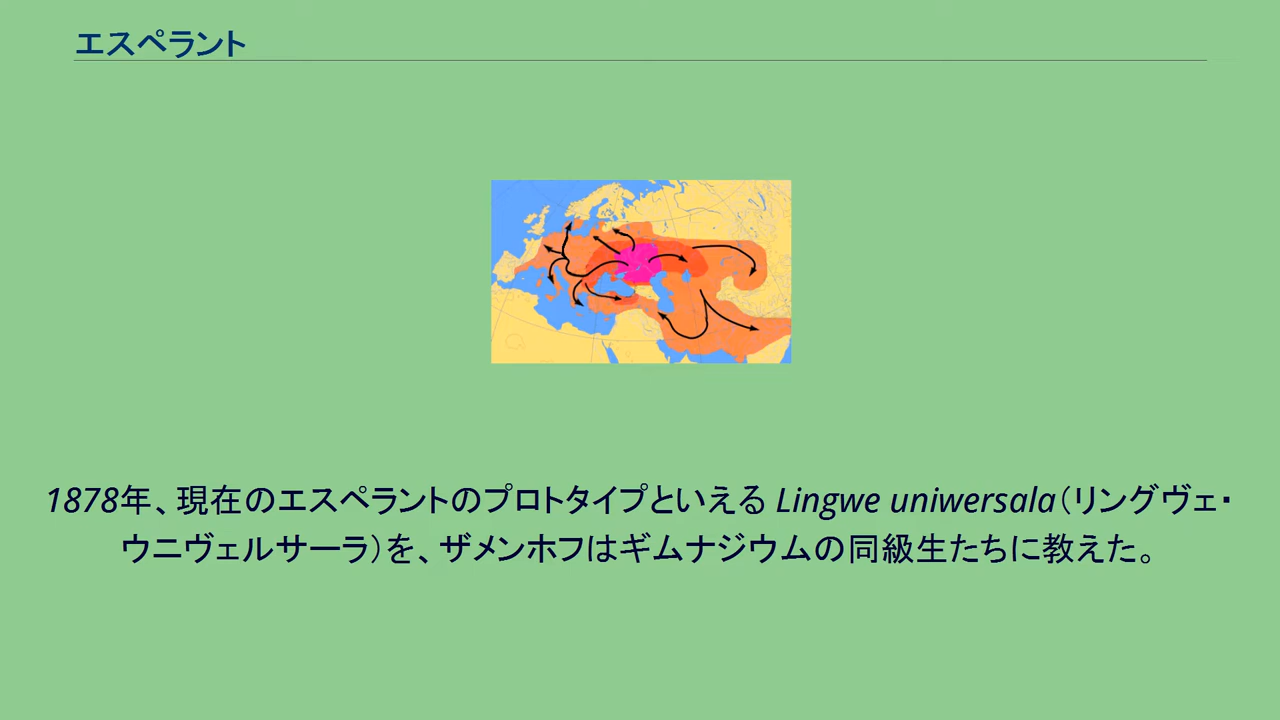 エスペラント
1878年、現在のエスペラントのプロトタイプといえる Lingwe uniwersala（リングヴェ・
ウニヴェルサーラ）を、ザメンホフはギムナジウムの同級生たちに教えた。